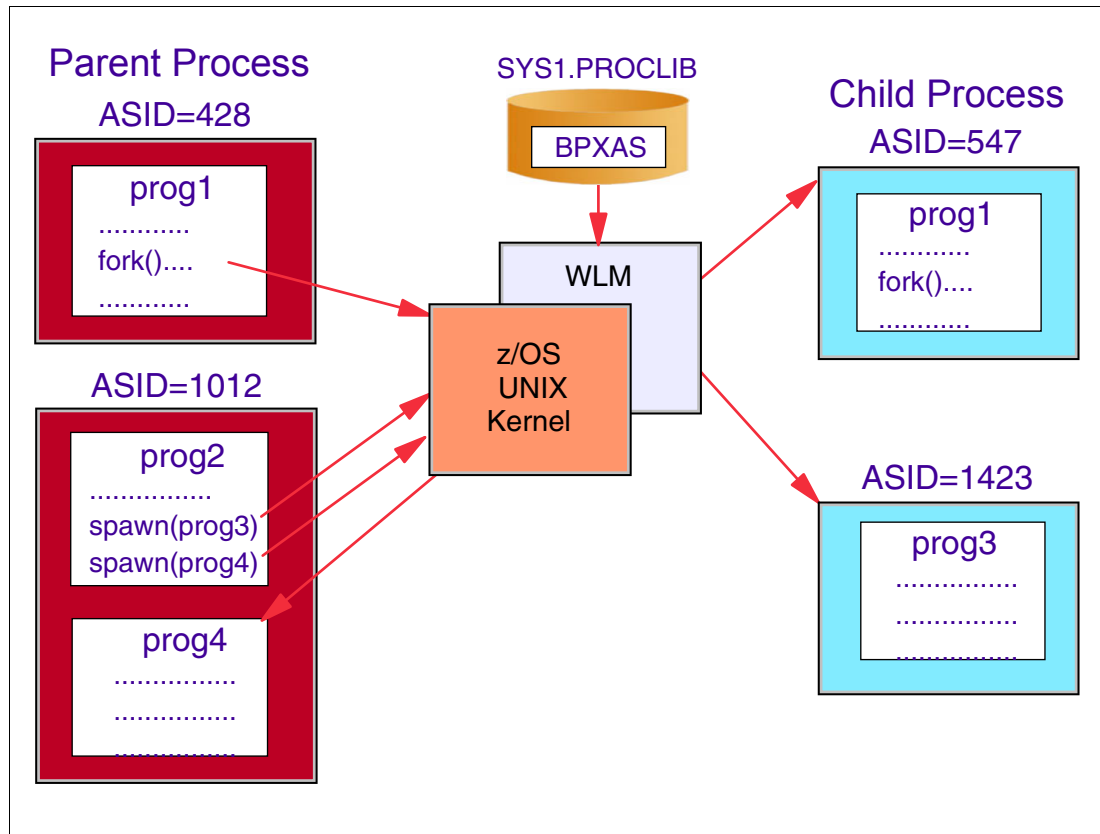 Parent Process
ASID=428
prog1
............
fork()....
............
ASID=1012
prog2
................
spawn(prog3)
spawn(prog4)
prog4
................
................
................
SYS1.PROCLIB
BPXAS
WLM
z/OS
UNIX
Kernel
Child Process
ASID=547
prog1
............
fork()....
............
ASID=1423
prog3
................
................
................